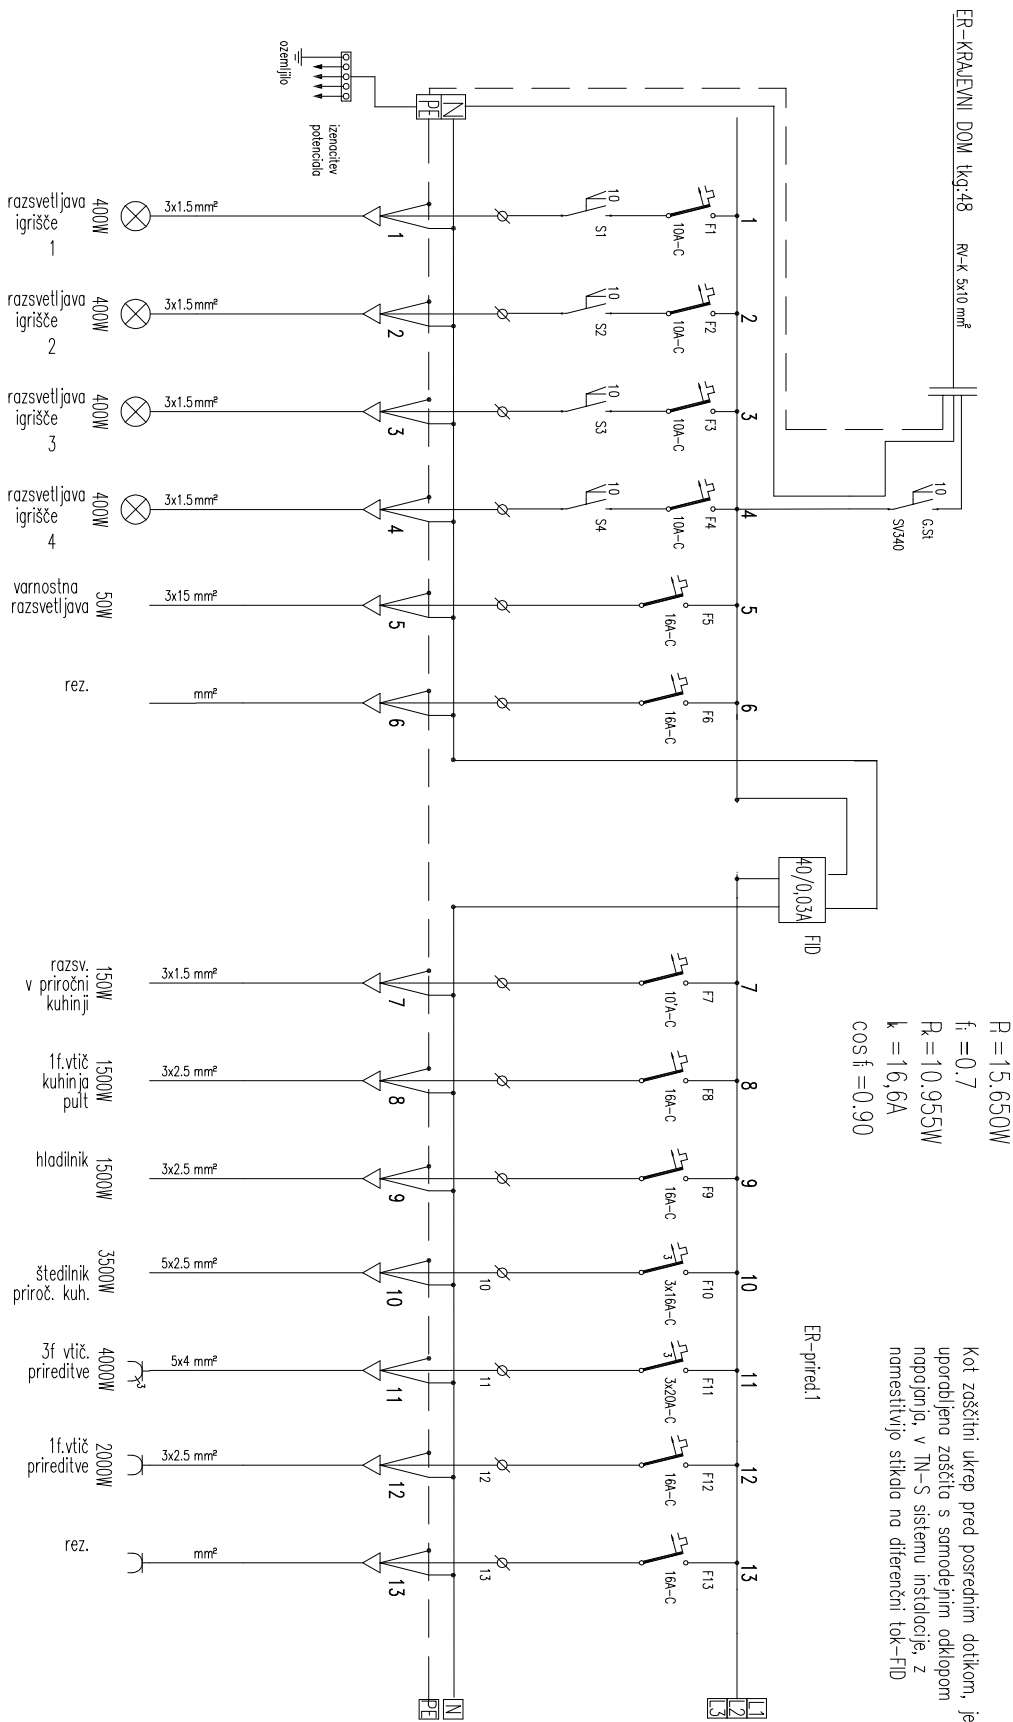 ER-KRAJEVNI DOM tkg:48
RV-K 5x10 mm²
ozemljilo
izenacitev
potenciala
PE
N
10
G.St
SV340
razsvetljava
igrišče
1
400W
3x1.5mm²
1
10
S1
F1
10A-C
1
razsvetljava
igrišče
2
400W
3x1.5mm²
2
10
S2
F2
10A-C
2
razsvetljava
igrišče
3
400W
3x1.5mm²
3
10
S3
F3
10A-C
3
razsvetljava
igrišče
4
400W
3x1.5mm²
4
10
S4
F4
10A-C
4
varnostna
razsvetljava
50W
3x15 mm²
5
F5
16A-C
5
rez.
mm²
6
F6
16A-C
6
40/0,03A
FID
razsv.
v priročni
kuhinji
150W
3x1.5 mm²
7
F7
10'A-C
7
1f.vtič
kuhinja
pult
1500W
3x2.5 mm²
8
F8
16A-C
8
hladilnik
1500W
3x2.5 mm²
9
F9
16A-C
9
štedilnik
priroč. kuh.
3500W
5x2.5 mm²
10
10
3
F10
3x16A-C
10
3f vtič.
prireditve
4000W
3
5x4 mm²
11
11
3
F11
3x20A-C
11
1f.vtič
prireditve
2000W
3x2.5 mm²
12
12
F12
16A-C
12
rez.
mm²
13
13
F13
16A-C
13
PE
N
L1
L2
L3
ER-prired.1
Pi=15.650W
fi=0.7
Pk=10.955W
Ik=16,6A
cos fi=0.90
Kot zaščitni ukrep pred posrednim dotikom, je
uporabljena zaščita s samodejnim odklopom
napajanja, v TN-S sistemu instalacije, z
namestitvijo stikala na diferenčni tok-FID